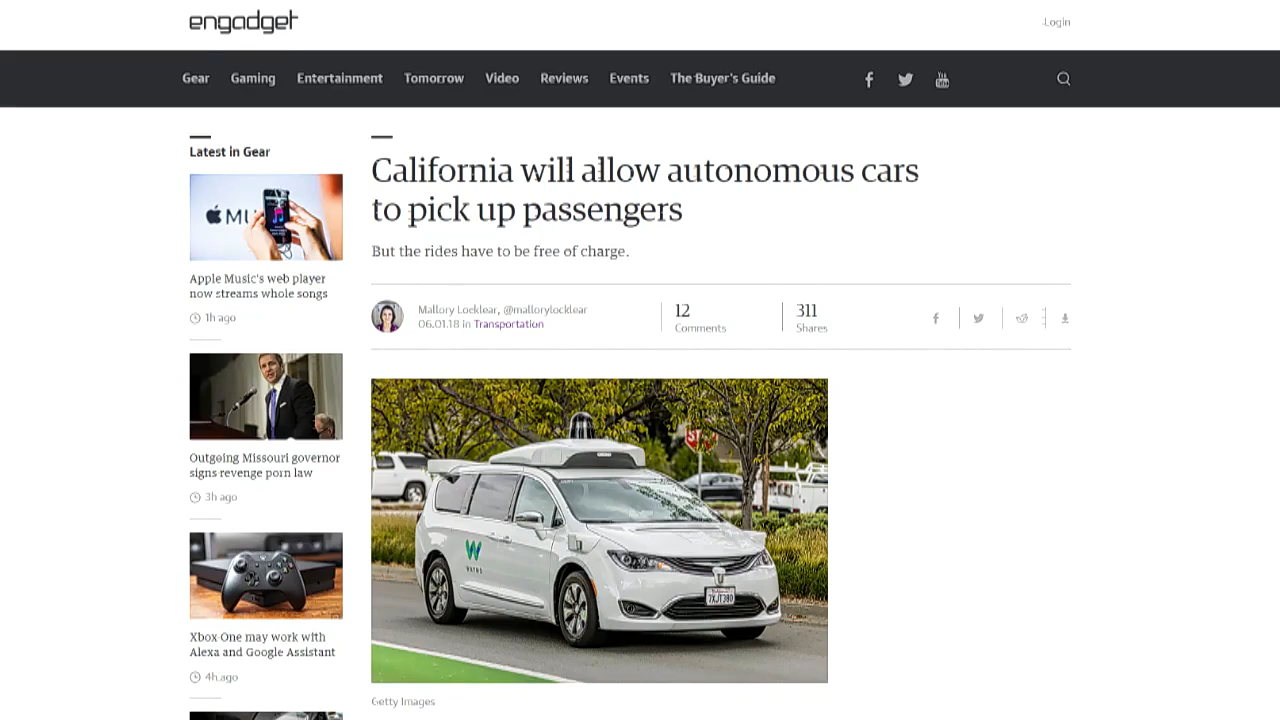 engadget
Login
Gear Gaming Entertainment Tomorrow Video Reviews Events The Buyer's Guide
Latest in Gear
MU
Apple Music's web player
now streams whole songs
1h ago
Outgoing Missouri governor
signs revenge porn law
3h ago
Xbox One may work with
Alexa and Google Assistant
4h ago
California will allow autonomous cars
to pick up passengers
But the rides have to be free of charge.
Mallory Locklear, @mallorylocklear
06.01.18 in Transportation
12
Comments
311
Shares
STOP
WAYMO
7XJT380
Getty Images